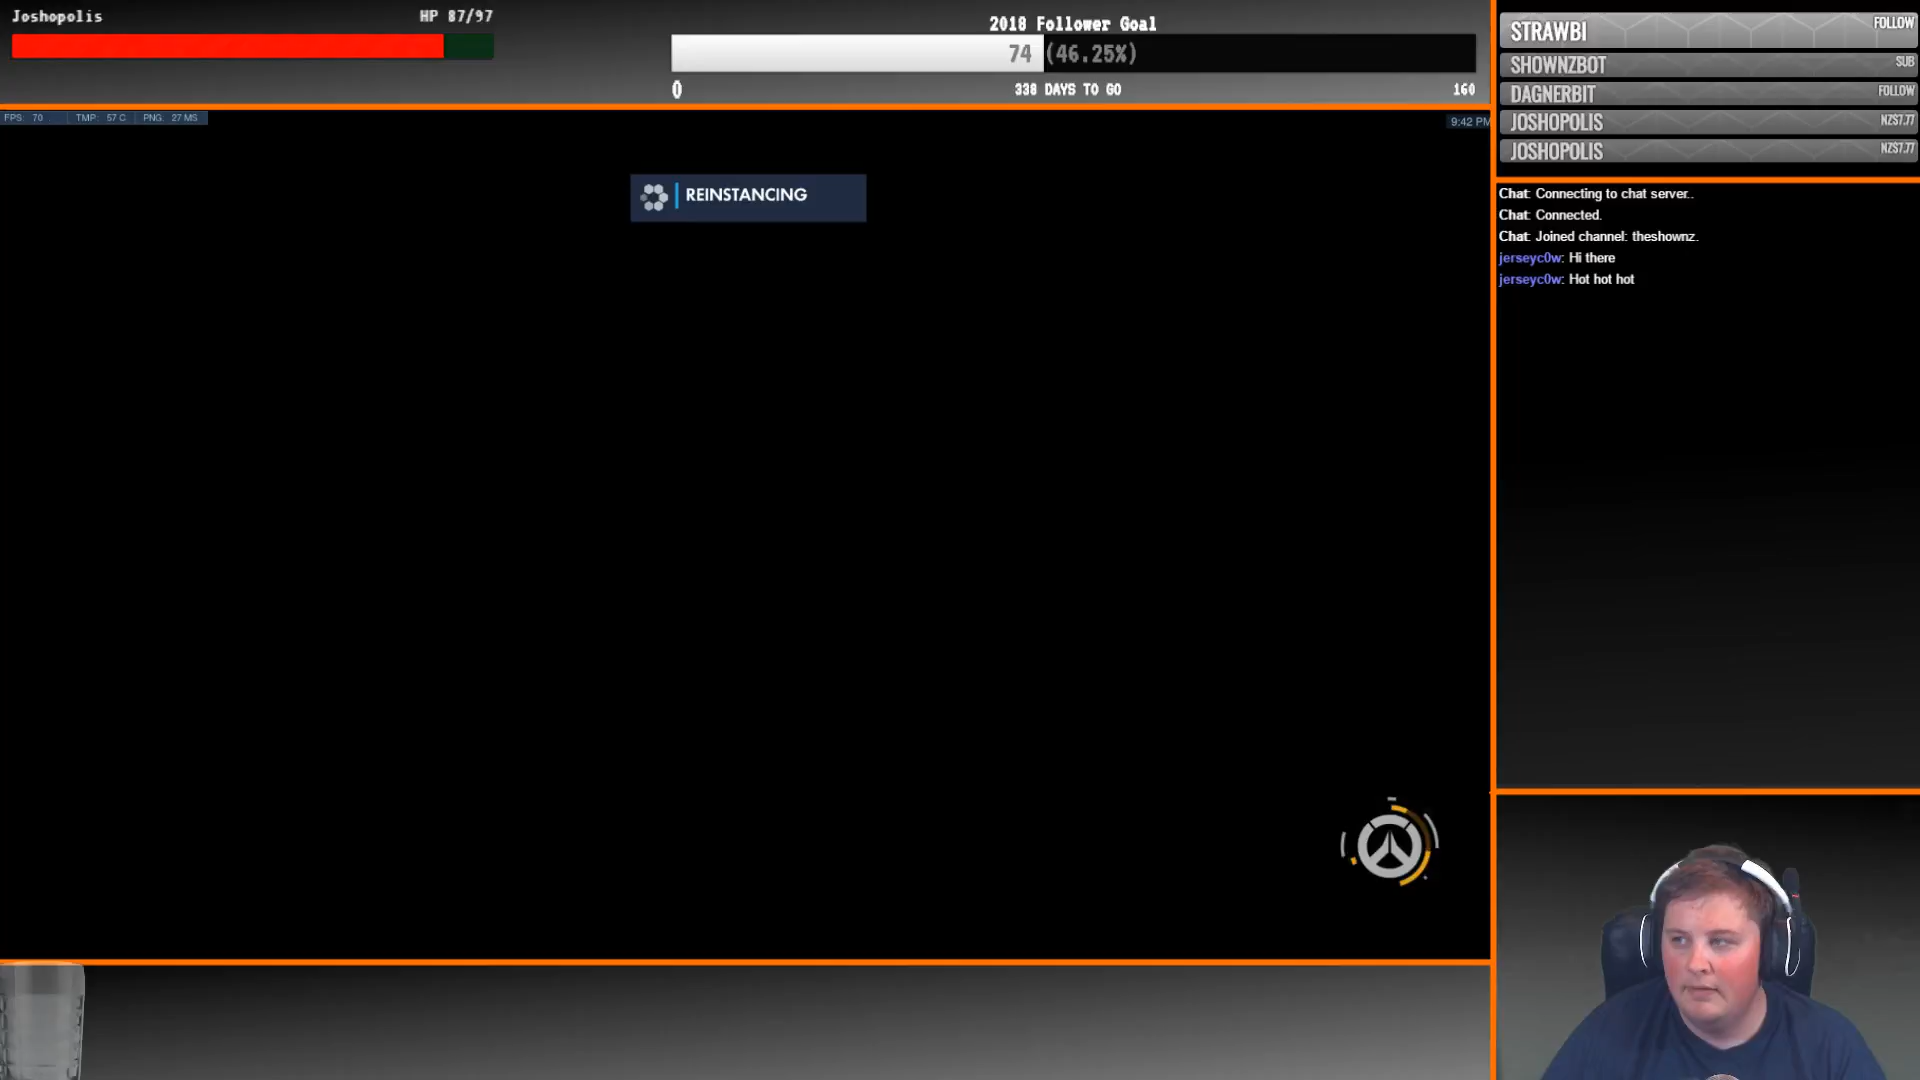 Joshopolis HP 87/97
2018 Follower Goal
74 (46.25%)
0 338 DAYS TO GO 160
FPS: 70 TMP: 57 C PNG: 27 MS
9:42 PM
REINSTANCING
STRAWBI FOLLOW
SHOWNZBOT SUB
DAGNERBIT FOLLOW
JOSHOPOLIS NZ$7.77
JOSHOPOLIS NZ$7.77
Chat: Connecting to chat server..
Chat: Connected.
Chat: Joined channel: theshownz.
jerseyc0w: Hi there
jerseyc0w: Hot hot hot